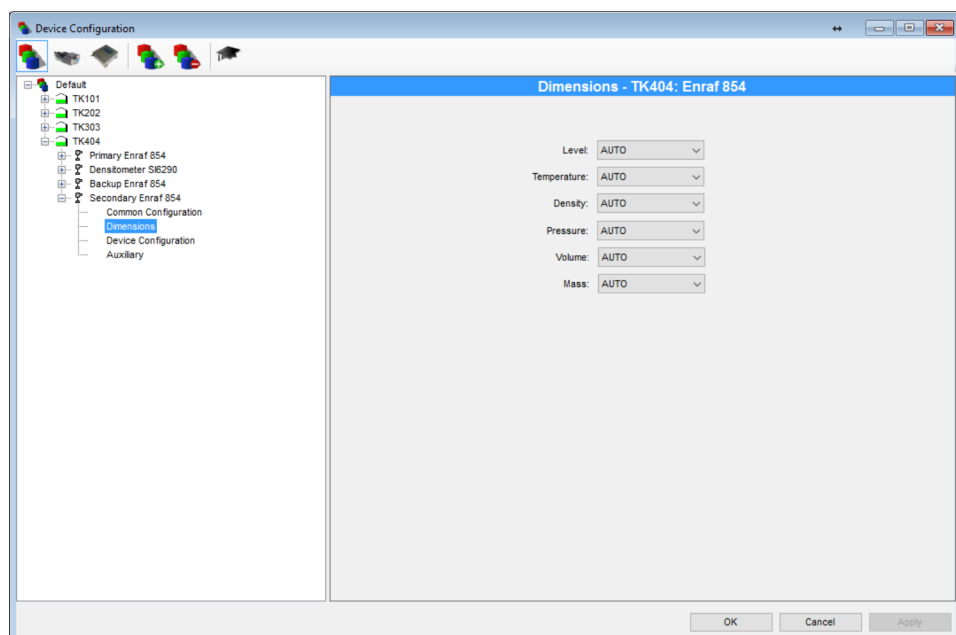 Device Configuration
Default
TK101
TK202
TK303
TK404
Primary Enraf 854
Densitometer SI6290
Backup Enraf 854
Secondary Enraf 854
Common Configuration
Dimensions
Device Configuration
Auxiliary
Dimensions - TK404: Enraf 854
Level: AUTO
Temperature: AUTO
Density: AUTO
Pressure: AUTO
Volume: AUTO
Mass: AUTO
OK Cancel Apply